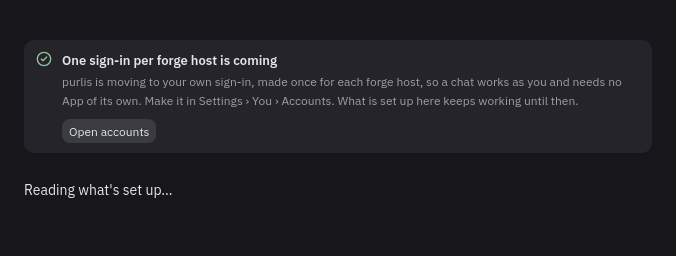 One sign-in per forge host is coming
purlis is moving to your own sign-in, made once for each forge host, so a chat works as you and needs no
App of its own. Make it in Settings › You › Accounts. What is set up here keeps working until then.
Open accounts
Reading what's set up...